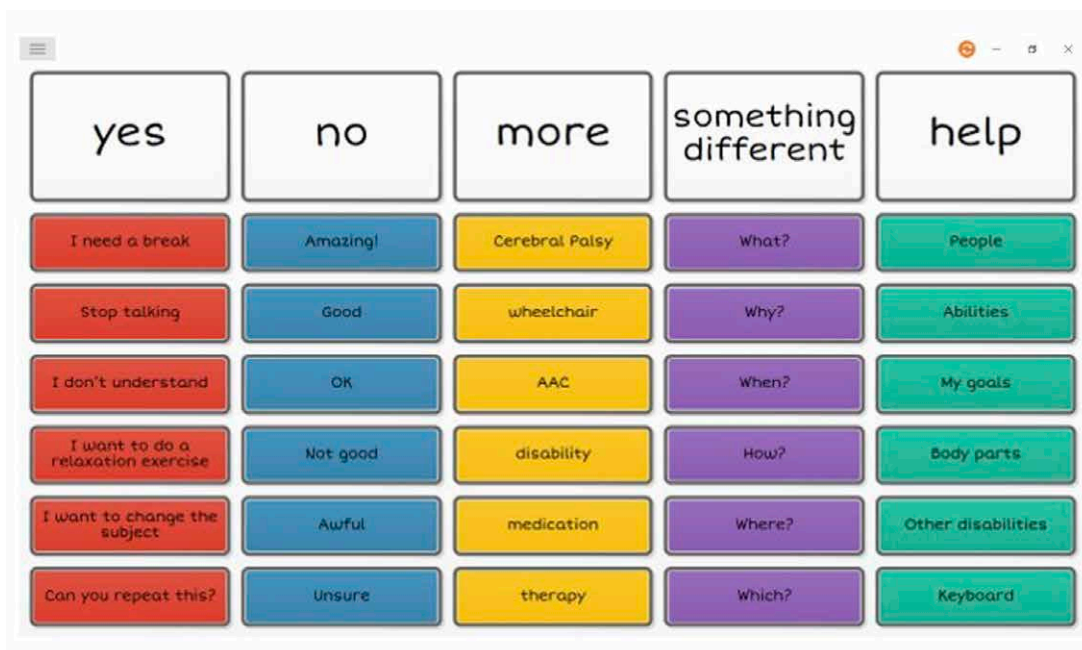 yes
no
more
something
different
help
I need a break
Amazing!
Cerebral Palsy
What?
People
Stop talking
Good
wheelchair
Why?
Abilities
I don't understand
OK
AAC
When?
My goals
I want to do a
relaxation exercise
Not good
disability
How?
Body parts
I want to change the
subject
Awful
medication
Where?
Other disabilities
Can you repeat this?
Unsure
therapy
Which?
Keyboard